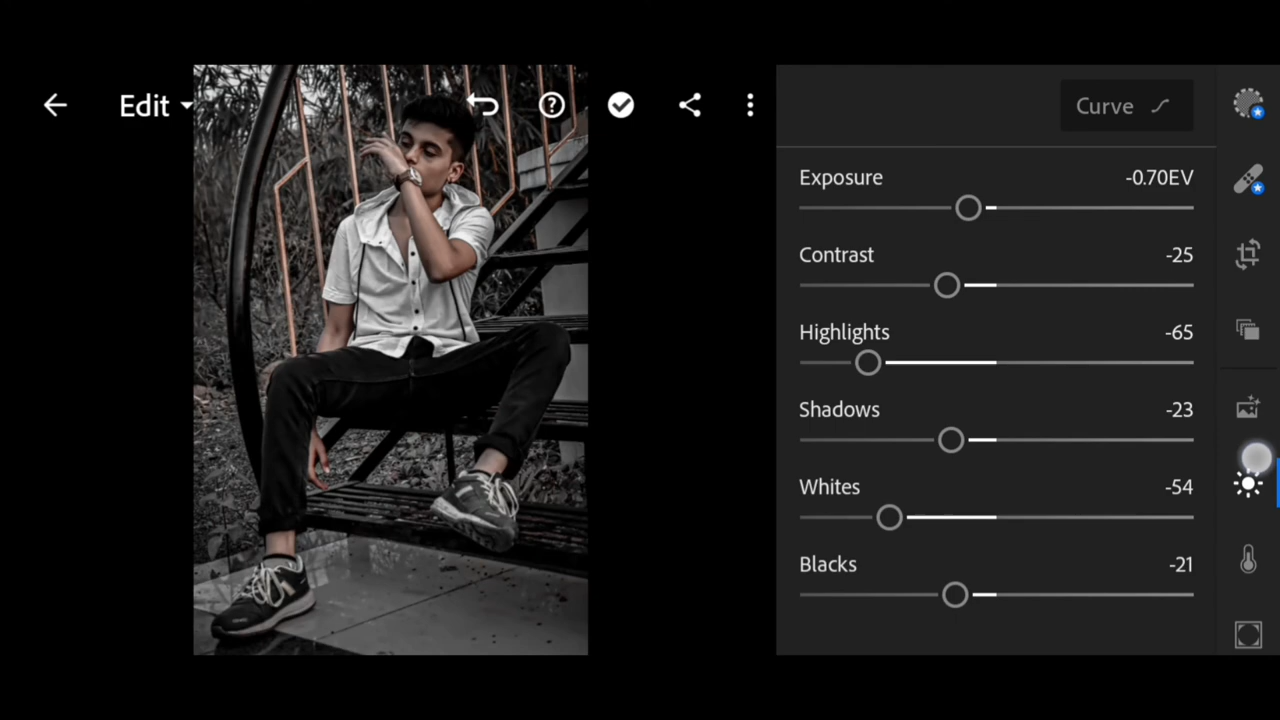 Edit
Curve
Exposure -0.70EV
Contrast -25
Highlights -65
Shadows -23
Whites -54
Blacks -21